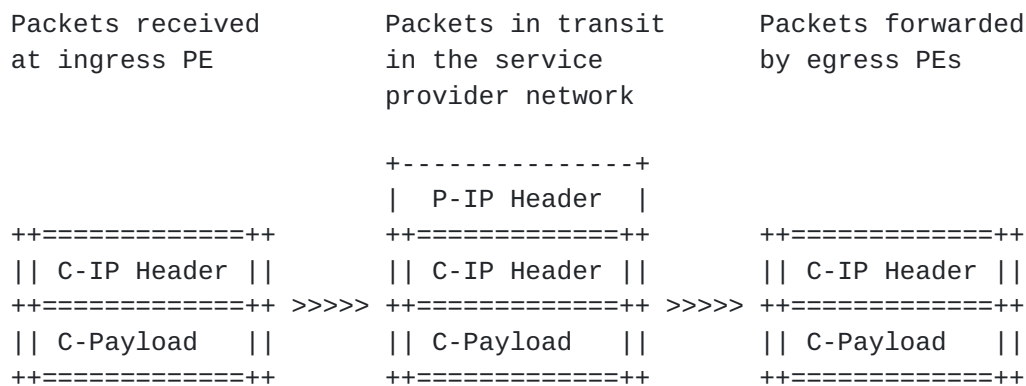 Packets received        Packets in transit      Packets forwarded
at ingress PE           in the service          by egress PEs
                        provider network

                        +---------------+
                        |  P-IP Header  |
++=============++       ++=============++       ++=============++
|| C-IP Header ||       || C-IP Header ||       || C-IP Header ||
++=============++ >>>>> ++=============++ >>>>> ++=============++
|| C-Payload   ||       || C-Payload   ||       || C-Payload   ||
++=============++       ++=============++       ++=============++